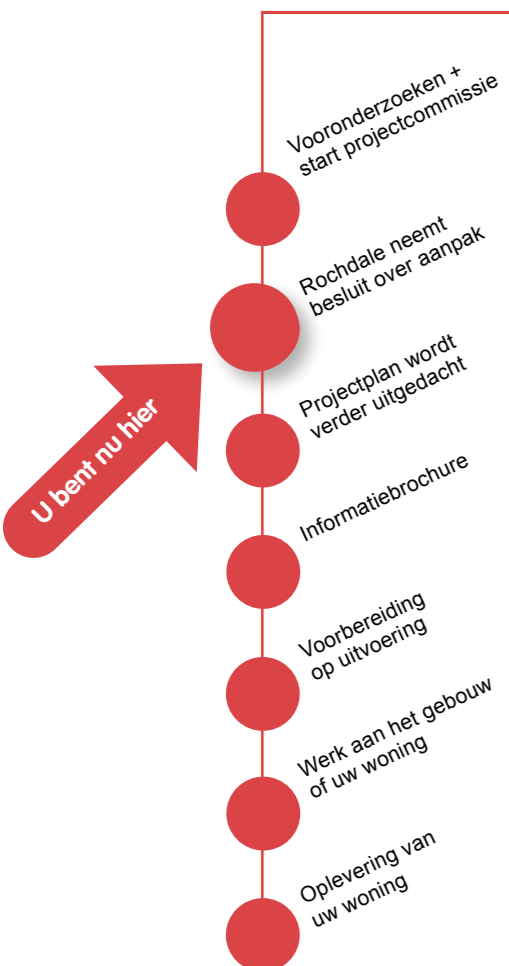 Vooronderzoeken +
start projectcommissie
Rochdale neemt
besluit over aanpak
U bent nu hier
Projectplan wordt
verder uitgedacht
Informatiebrochure
Voorbereiding
op uitvoering
Werk aan het gebouw
of uw woning
Oplevering van
uw woning